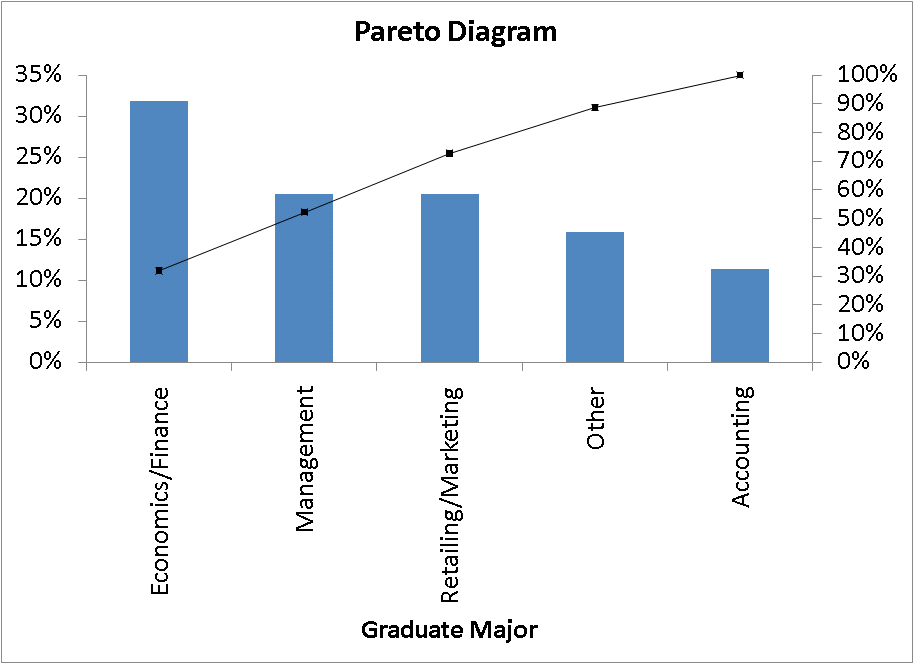 Pareto Diagram
35%
30%
25%
20%
15%
10%
5%
0%
100%
90%
80%
70%
60%
50%
40%
30%
20%
10%
0%
Economics/Finance
Management
Retailing/Marketing
Other
Accounting
Graduate Major